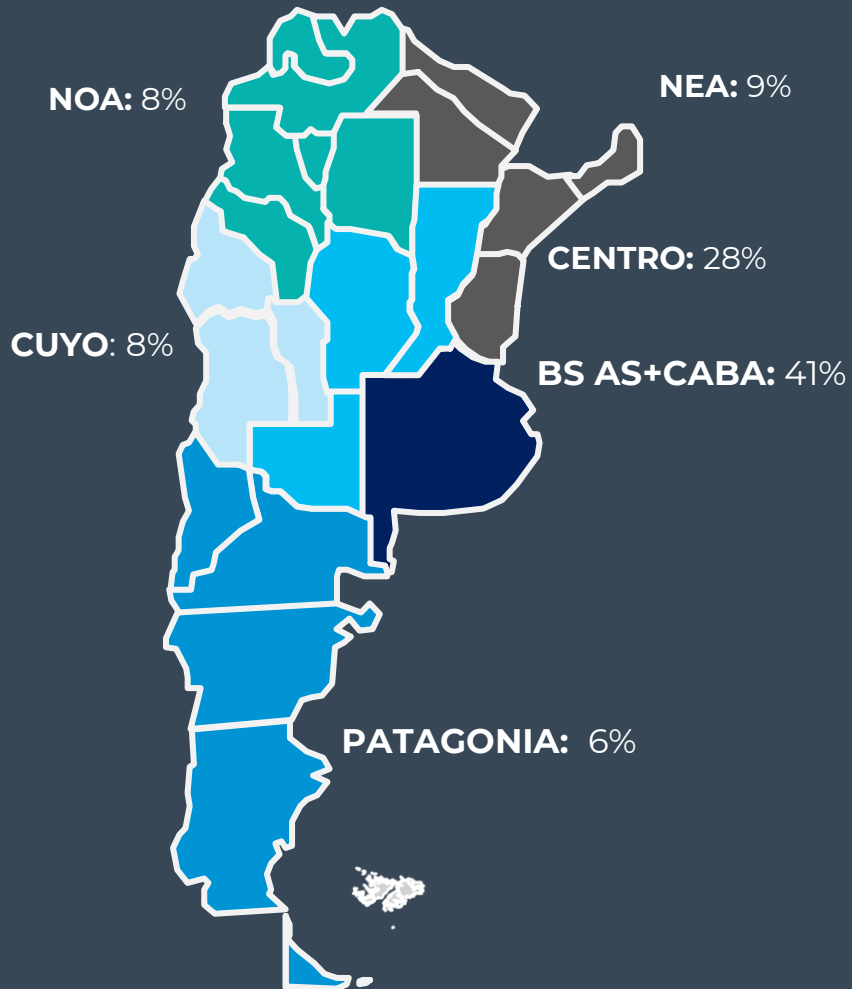 NEA: 9%
NOA: 8%
CENTRO: 28%
CUYO: 8%
BS AS+CABA: 41%
PATAGONIA: 6%